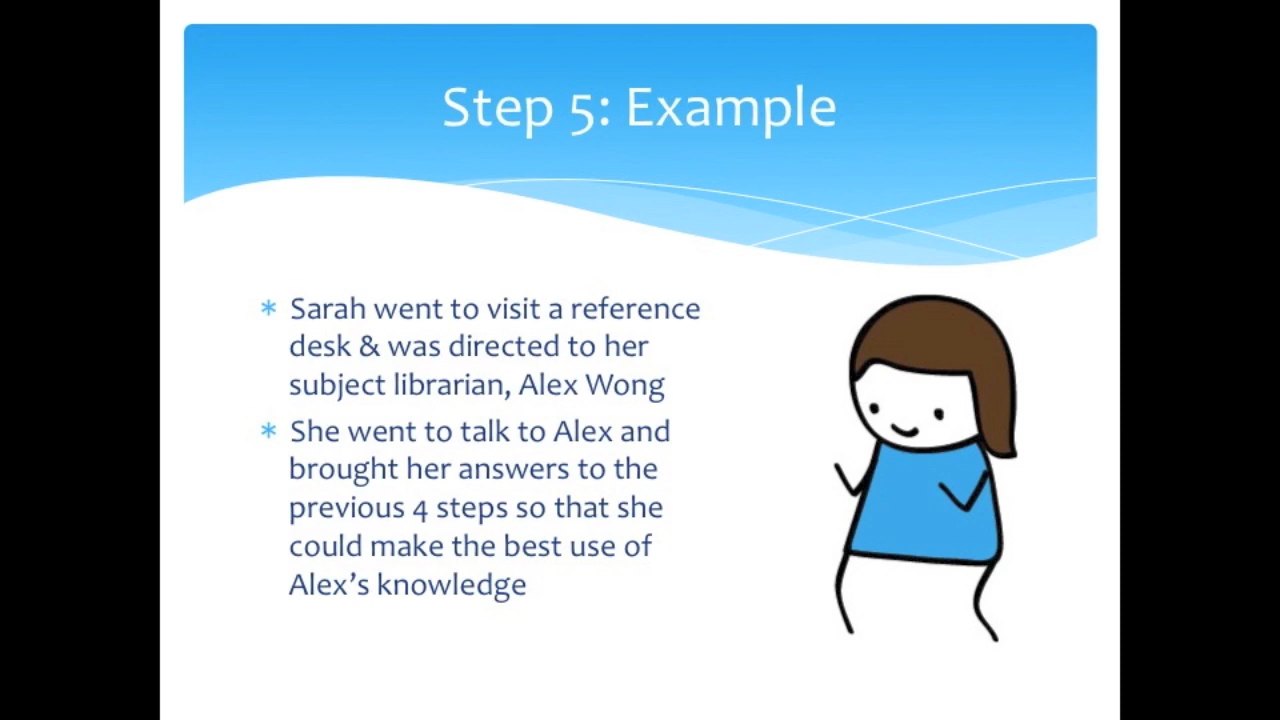 Step 5: Example
* Sarah went to visit a reference
desk & was directed to her
subject librarian, Alex Wong
* She went to talk to Alex and
brought her answers to the
previous 4 steps so that she
could make the best use of
Alex’s knowledge